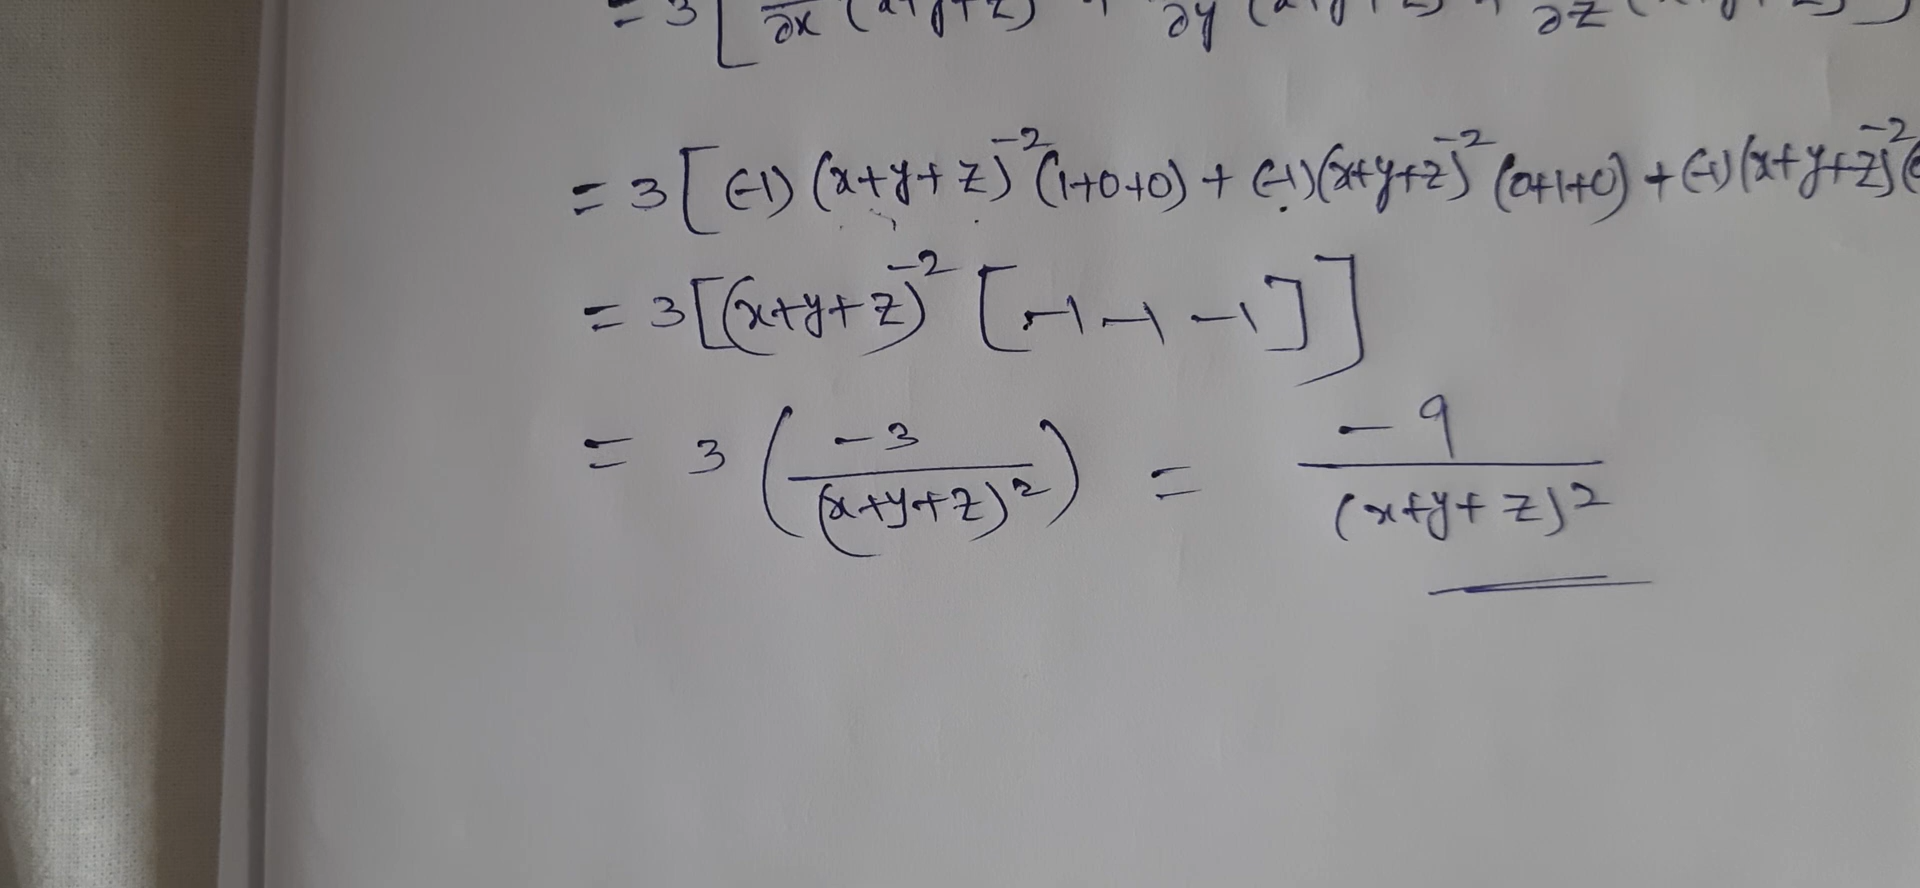 = 3[ ∂x (x+y+z) + ∂y ( ∂z (
= 3[(-1)(x+y+z)⁻²(1+0+0) + (-1)(x+y+z)⁻²(0+1+0) + (-1)(x+y+z)⁻²(
= 3[(x+y+z)⁻² [-1-1-1]]
= 3(-3/(x+y+z)²) = -9/(x+y+z)²